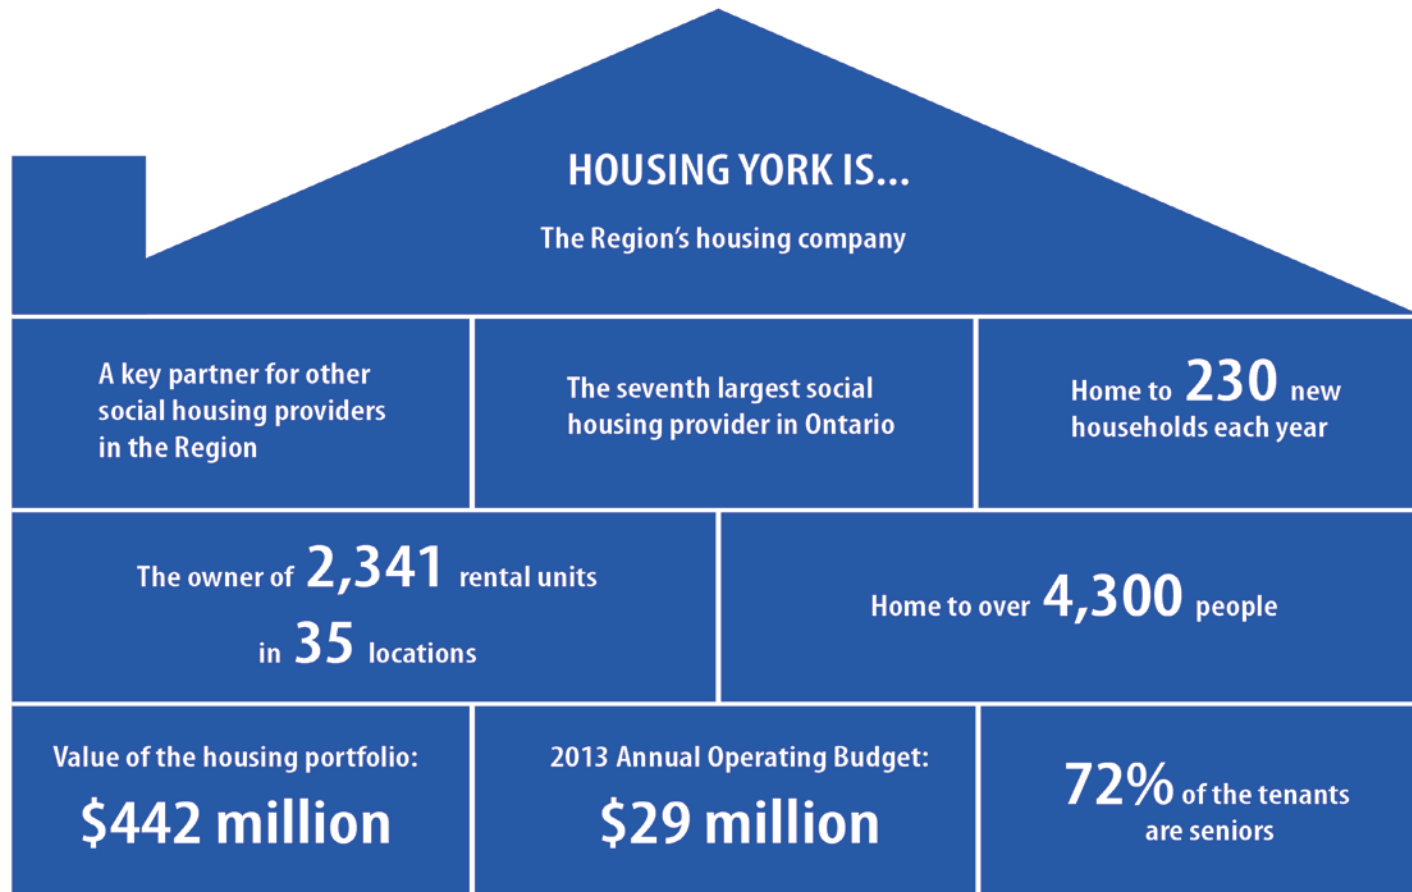 HOUSING YORK IS...
The Region’s housing company
A key partner for other
social housing providers
in the Region
The seventh largest social
housing provider in Ontario
Home to 230 new
households each year
The owner of 2,341 rental units
in 35 locations
Home to over 4,300 people
Value of the housing portfolio:
$442 million
2013 Annual Operating Budget:
$29 million
72% of the tenants
are seniors